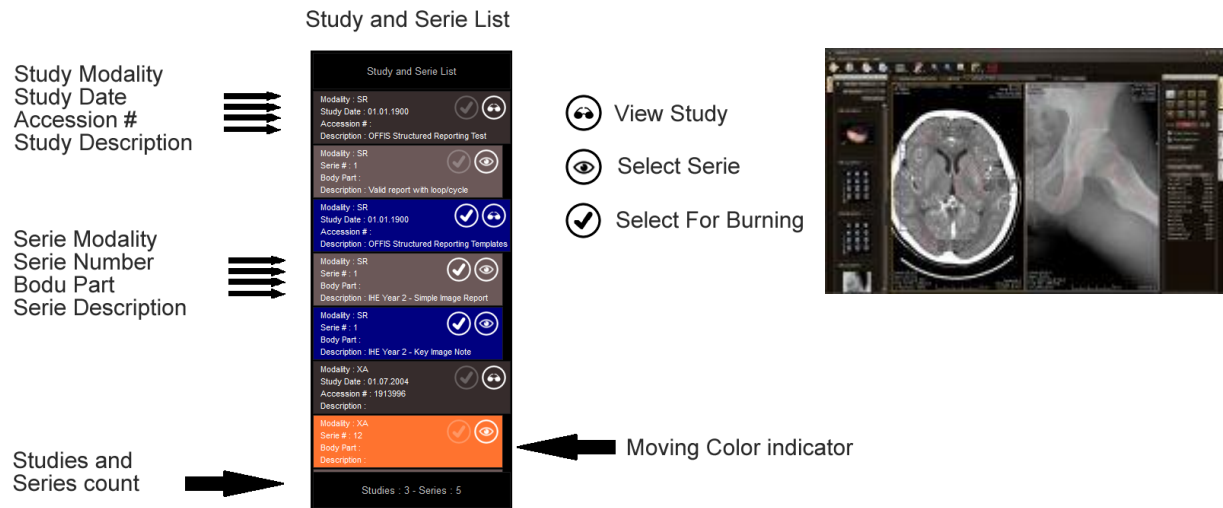 Study and Serie List
Study Modality
Study Date
Accession #
Study Description
Serie Modality
Serie Number
Bodu Part
Serie Description
Studies and
Series count
Study and Serie List
Modality : SR
Study Date : 01.01.1900
Accession # :
Description : OFFIS Structured Reporting Test
Modality : SR
Serie # : 1
Body Part :
Description : Valid report with loop/cycle
Modality : SR
Study Date : 01.01.1900
Accession # :
Description : OFFIS Structured Reporting Templates
Modality : SR
Serie # : 1
Body Part :
Description : IHE Year 2 - Simple Image Report
Modality : SR
Serie # : 1
Body Part :
Description : IHE Year 2 - Key Image Note
Modality : XA
Study Date : 01.07.2004
Accession # : 1913996
Description :
Modality : XA
Serie # : 12
Body Part :
Description :
Studies : 3 - Series : 5
View Study
Select Serie
Select For Burning
Moving Color indicator